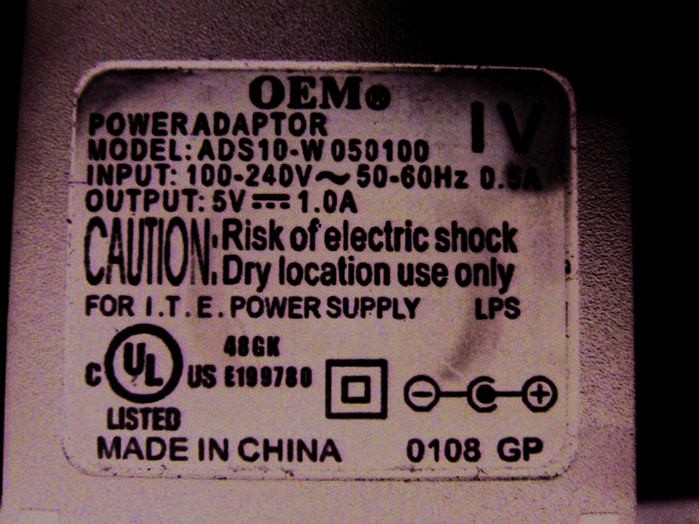 OEM®
IV
POWER ADAPTOR
MODEL: ADS10-W 050100
INPUT: 100-240V~50-60Hz 0.5A
OUTPUT: 5V⎓1.0A
CAUTION: Risk of electric shock
Dry location use only
FOR I.T.E. POWER SUPPLY LPS
48GK
C UL US E199780
LISTED
MADE IN CHINA 0108 GP